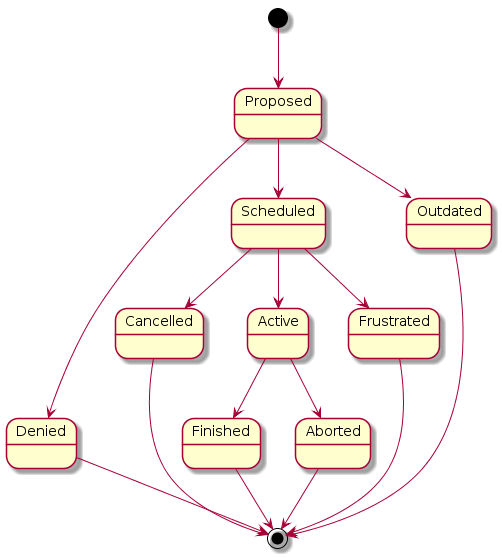 Proposed
Scheduled
Outdated
Cancelled
Active
Frustrated
Denied
Finished
Aborted